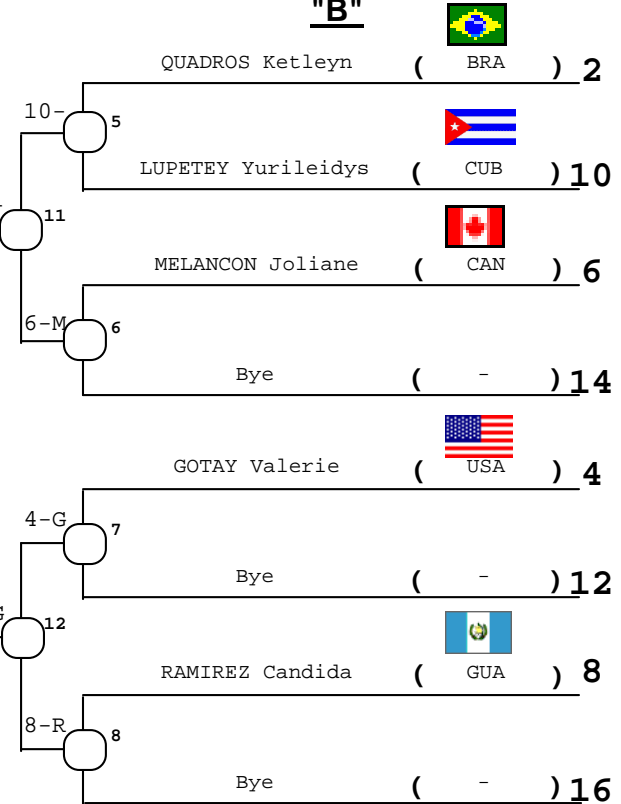 "B"
QUADROS Ketleyn ( BRA ) 2
10-
5
LUPETEY Yurileidys ( CUB ) 10
11
MELANCON Joliane ( CAN ) 6
6-M
6
Bye ( - ) 14
GOTAY Valerie ( USA ) 4
4-G
7
Bye ( - ) 12
12
RAMIREZ Candida ( GUA ) 8
8-R
8
Bye ( - ) 16